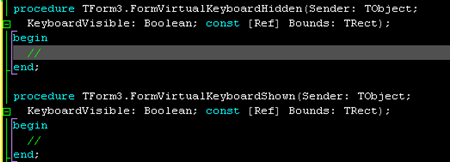 procedure TForm3.FormVirtualKeyboardHidden(Sender: TObject;
KeyboardVisible: Boolean; const [Ref] Bounds: TRect);
begin
//
end;
procedure TForm3.FormVirtualKeyboardShown(Sender: TObject;
KeyboardVisible: Boolean; const [Ref] Bounds: TRect);
begin
//
end;